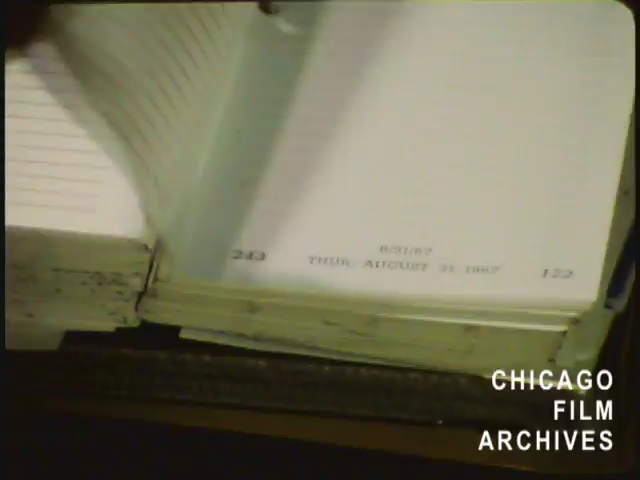 8/31/67
243 THUR. AUGUST 31, 1967 122
CHICAGO
FILM
ARCHIVES